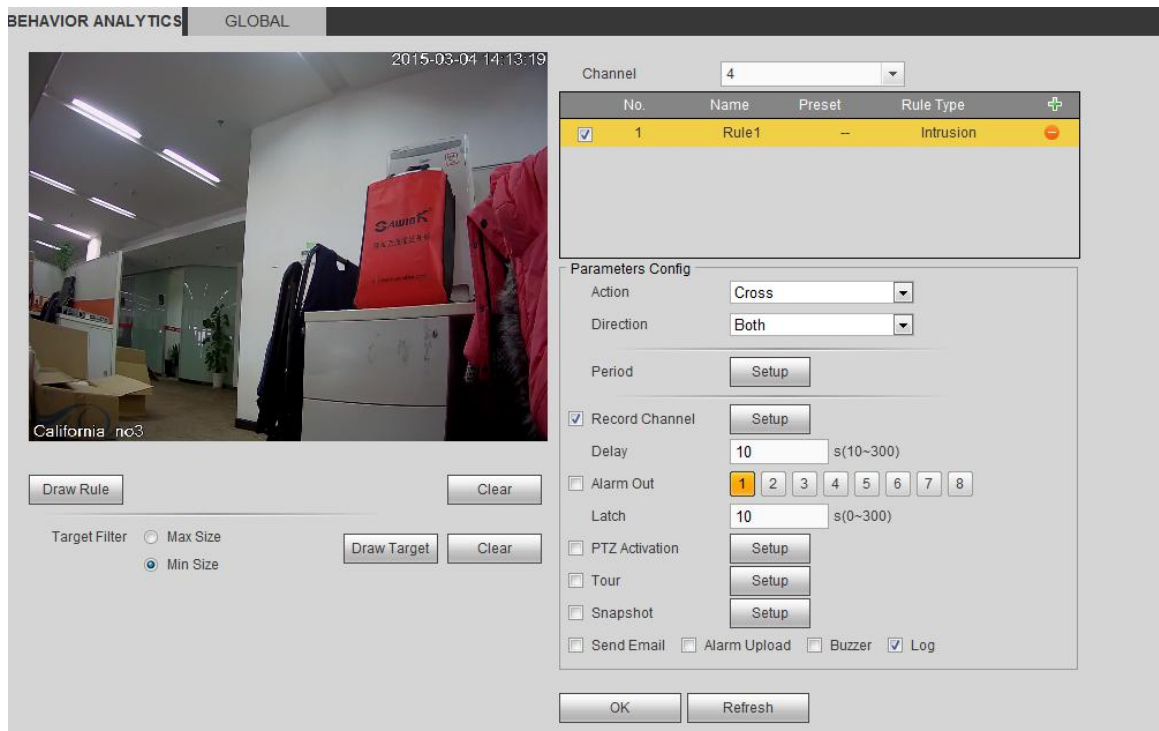 BEHAVIOR ANALYTICS GLOBAL
2015-03-04 14:13:19
SAWINK
California no3
Draw Rule Clear
Target Filter Max Size
Min Size
Draw Target Clear
Channel 4
No. Name Preset Rule Type
1 Rule1 -- Intrusion
Parameters Config
Action Cross
Direction Both
Period Setup
Record Channel Setup
Delay 10 s(10~300)
Alarm Out 1 2 3 4 5 6 7 8
Latch 10 s(0~300)
PTZ Activation Setup
Tour Setup
Snapshot Setup
Send Email Alarm Upload Buzzer Log
OK Refresh